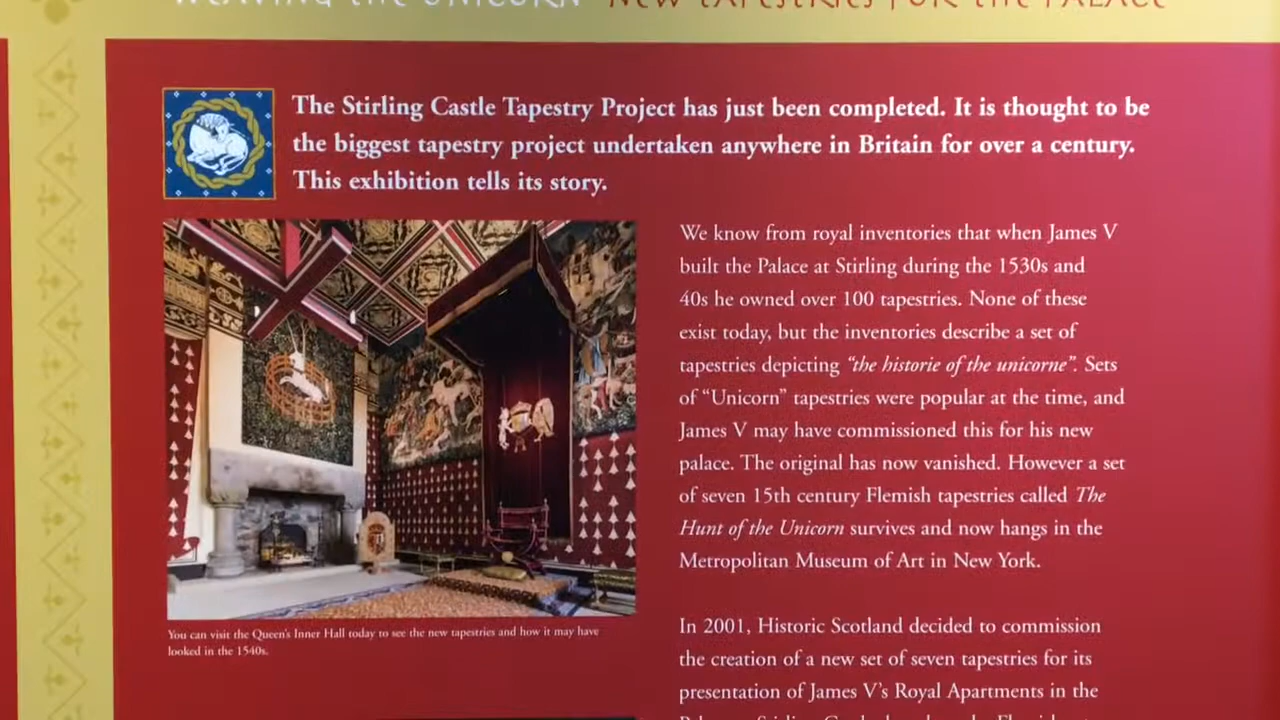 WEAVING THE UNICORN NEW TAPESTRIES FOR THE PALACE
The Stirling Castle Tapestry Project has just been completed. It is thought to be
the biggest tapestry project undertaken anywhere in Britain for over a century.
This exhibition tells its story.
We know from royal inventories that when James V
built the Palace at Stirling during the 1530s and
40s he owned over 100 tapestries. None of these
exist today, but the inventories describe a set of
tapestries depicting “the historie of the unicorne”. Sets
of “Unicorn” tapestries were popular at the time, and
James V may have commissioned this for his new
palace. The original has now vanished. However a set
of seven 15th century Flemish tapestries called The
Hunt of the Unicorn survives and now hangs in the
Metropolitan Museum of Art in New York.
You can visit the Queen's Inner Hall today to see the new tapestries and how it may have
looked in the 1540s.
In 2001, Historic Scotland decided to commission
the creation of a new set of seven tapestries for its
presentation of James V's Royal Apartments in the